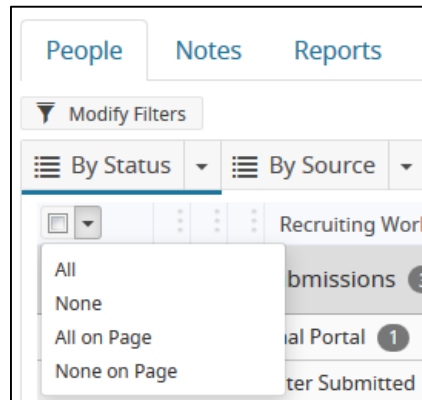 People Notes Reports
Modify Filters
By Status By Source
Recruiting
All
bmissions
None
All on Page
al Portal 1
None on Page
ter Submitted